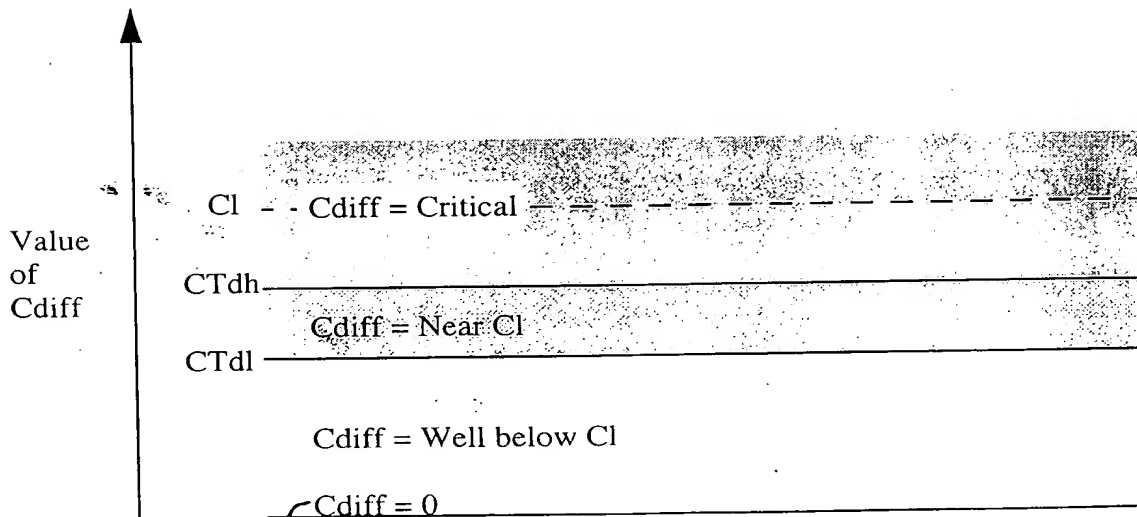 Cl - - Cdiff = Critical
Value
of
Cdiff
CTdh
Cdiff = Near Cl
CTdl
Cdiff = Well below Cl
Cdiff = 0